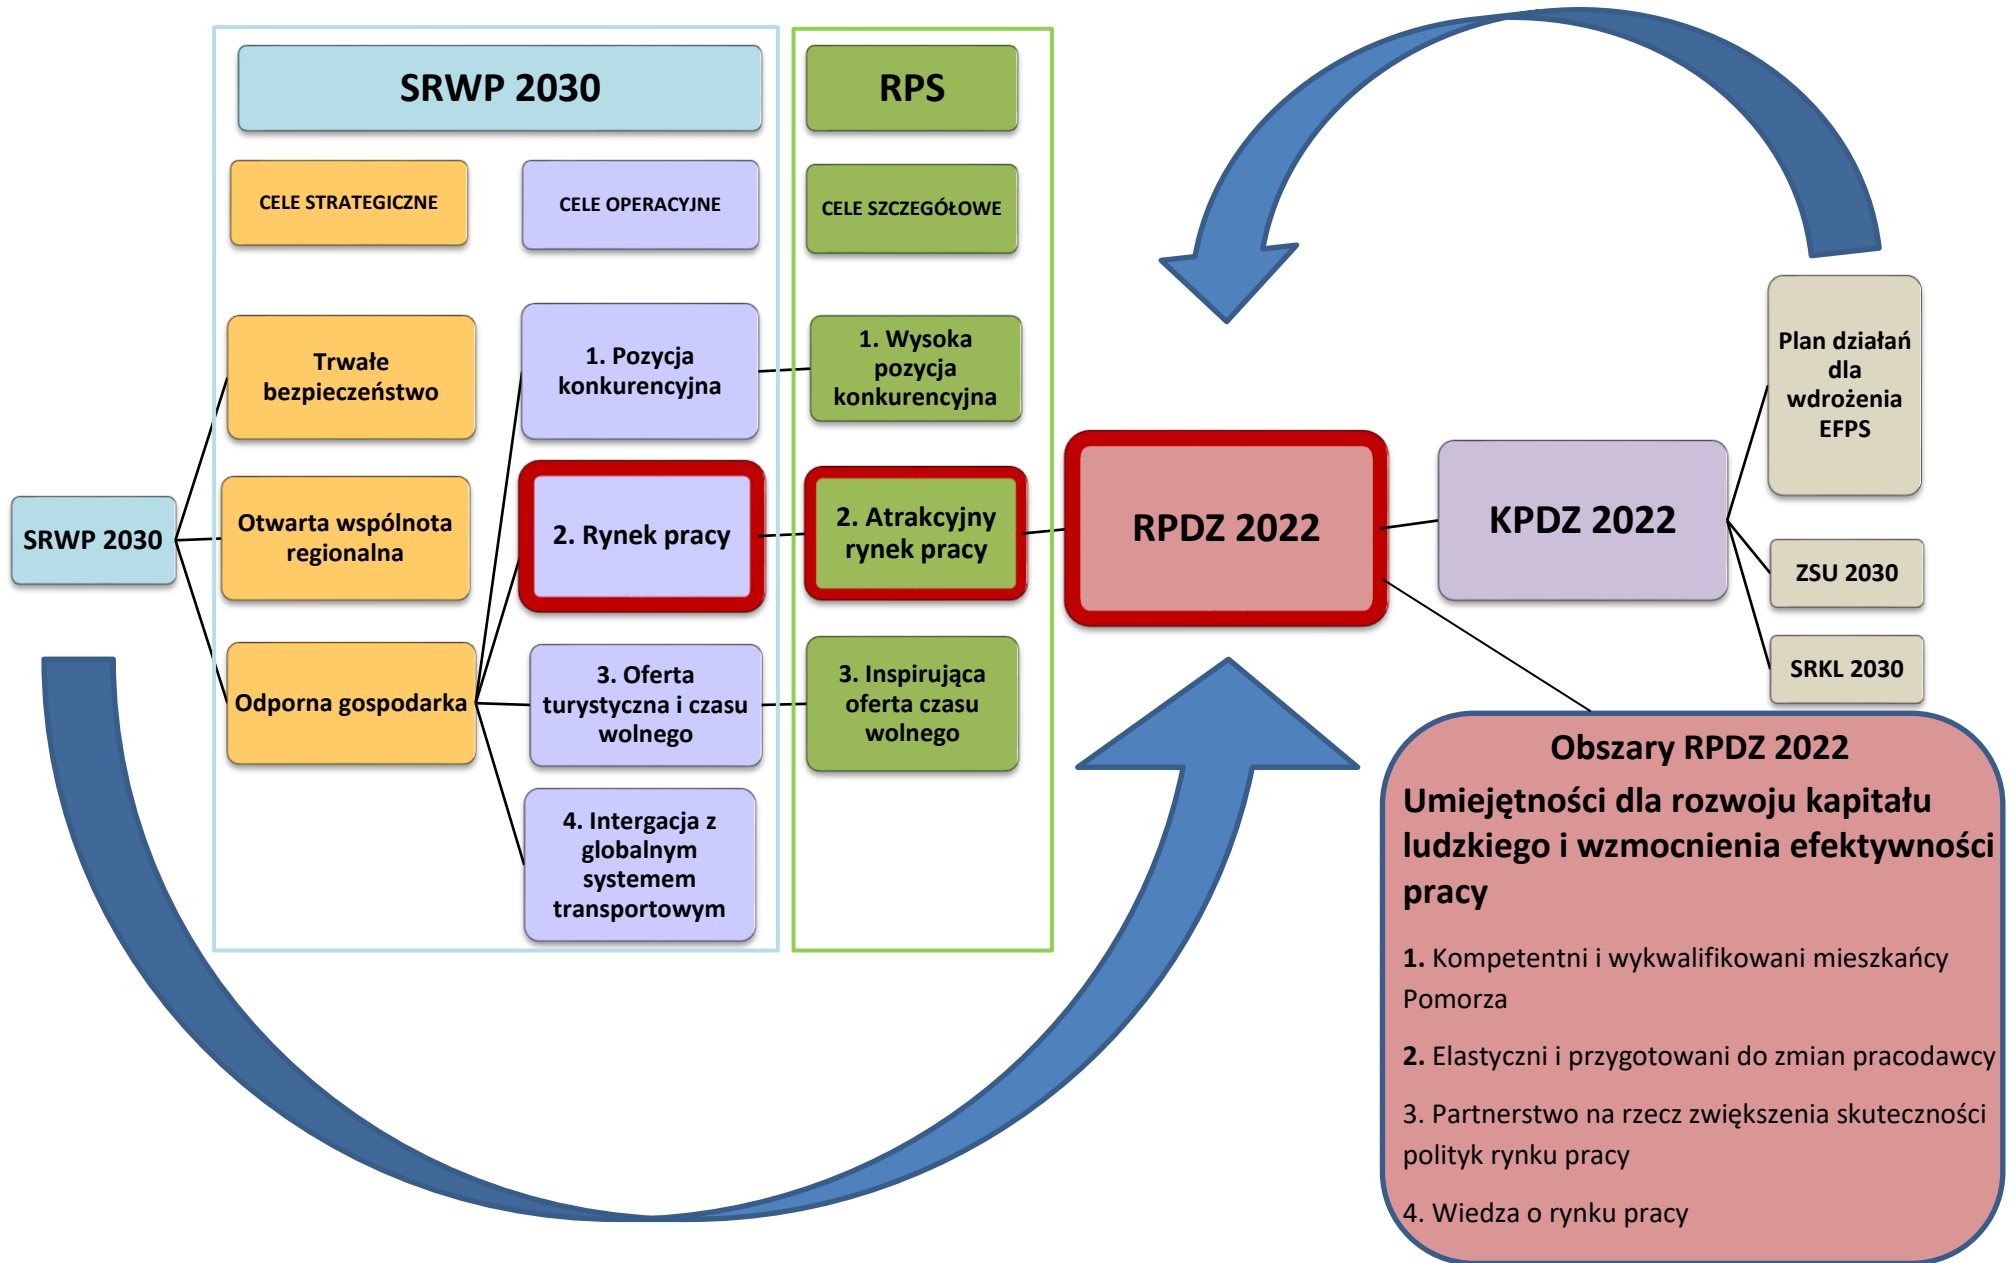 SRWP 2030
RPS
CELE STRATEGICZNE
CELE OPERACYJNE
CELE SZCZEGÓŁOWE
SRWP 2030
Trwałe
bezpieczeństwo
Otwarta wspólnota
regionalna
Odporna gospodarka
1. Pozycja
konkurencyjna
2. Rynek pracy
3. Oferta
turystyczna i czasu
wolnego
4. Intergacja z
globalnym
systemem
transportowym
1. Wysoka
pozycja
konkurencyjna
2. Atrakcyjny
rynek pracy
3. Inspirująca
oferta czasu
wolnego
RPDZ 2022
KPDZ 2022
Plan działań
dla
wdrożenia
EFPS
ZSU 2030
SRKL 2030
Obszary RPDZ 2022
Umiejętności dla rozwoju kapitału
ludzkiego i wzmocnienia efektywności
pracy
1. Kompetentni i wykwalifikowani mieszkańcy
Pomorza
2. Elastyczni i przygotowani do zmian pracodawcy
3. Partnerstwo na rzecz zwiększenia skuteczności
polityk rynku pracy
4. Wiedza o rynku pracy